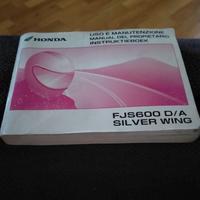 HONDA
USO E MANUTENZIONE
MANUAL DEL PROPIETARIO
INSTRUKTIEBOEK
FJS600 D/A
SILVER WING